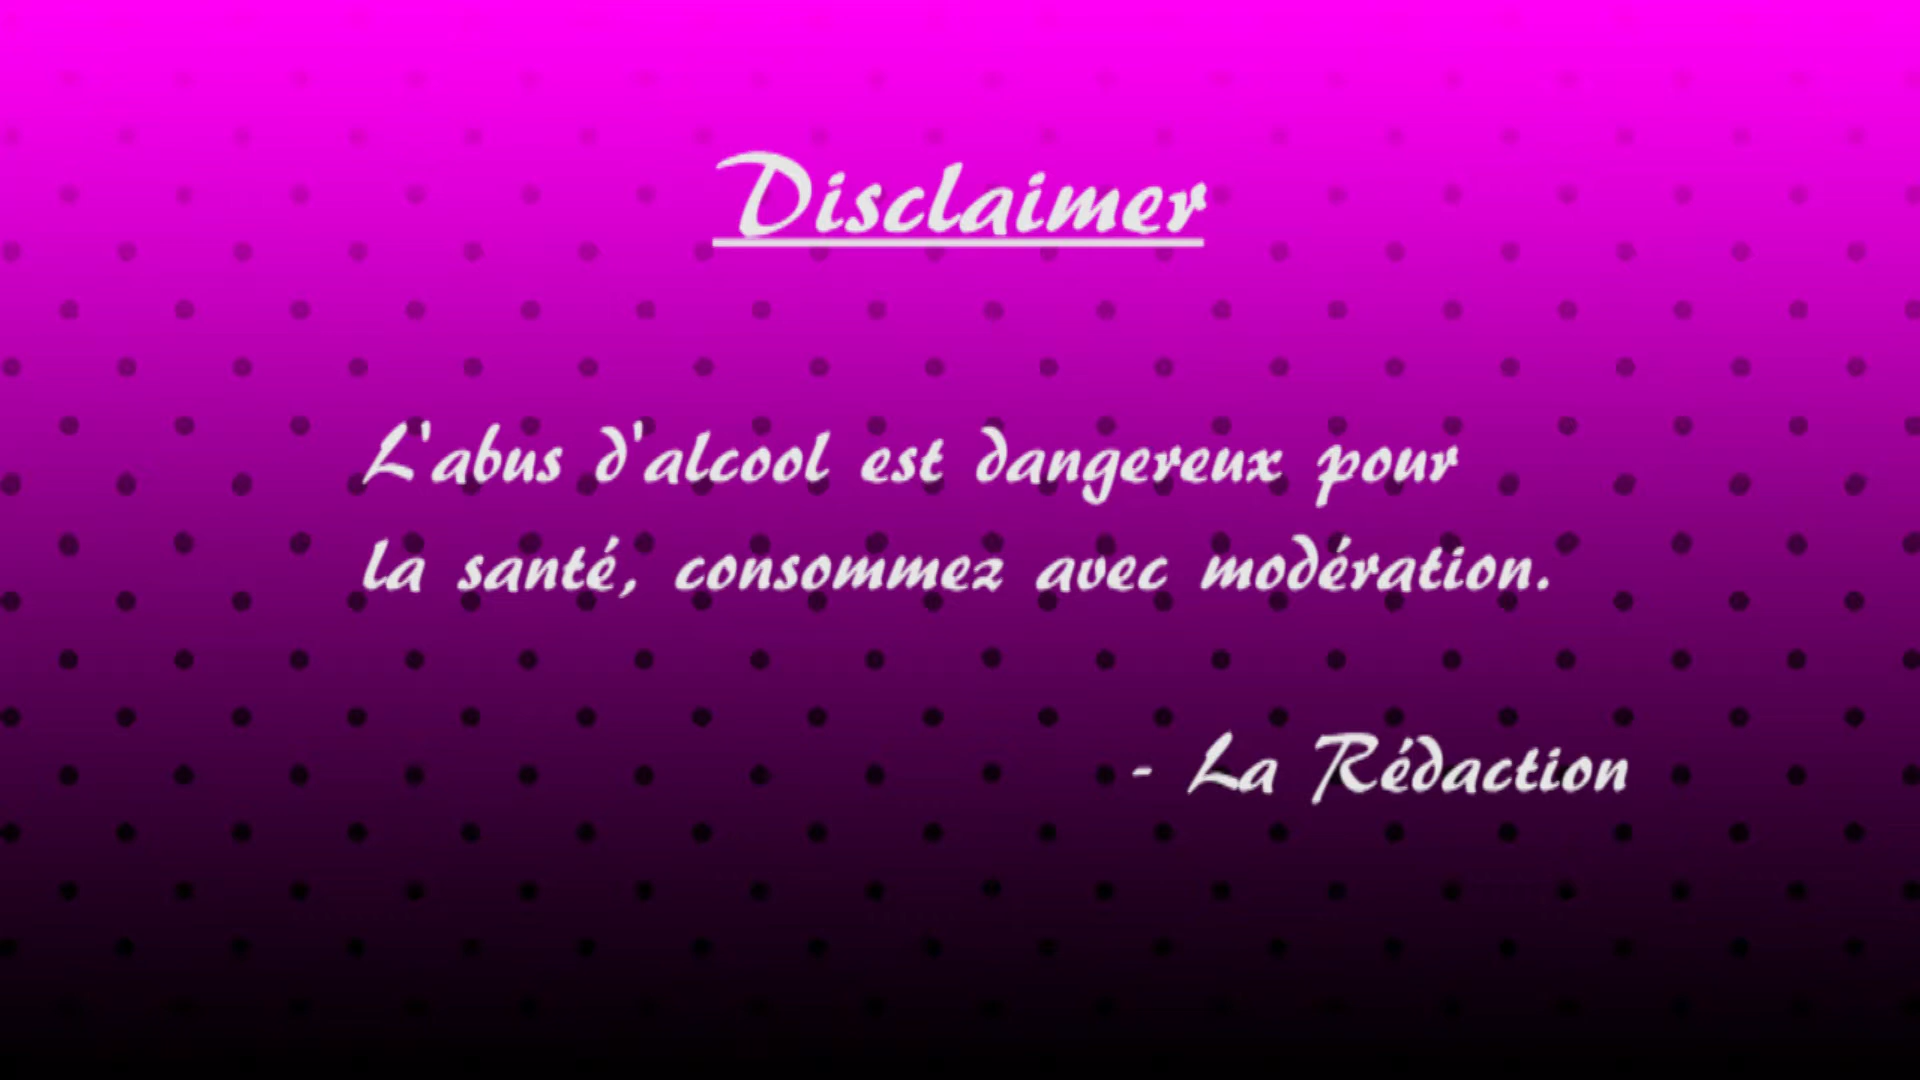 Disclaimer
L'abus d'alcool est dangereux pour
la santé, consommez avec modération.
- La Rédaction